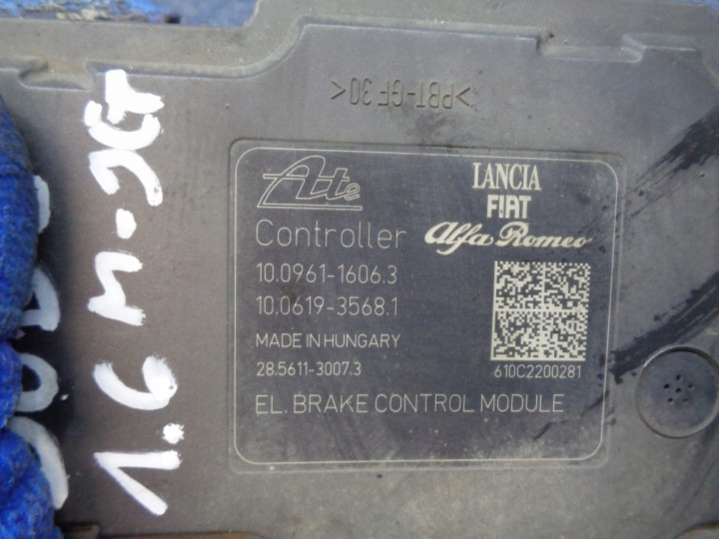 >PBT-GF30<
Ate
LANCIA
FIAT
Alfa Romeo
Controller
10.0961-1606.3
10.0619-3568.1
MADE IN HUNGARY
28.5611-3007.3
610C2200281
EL. BRAKE CONTROL MODULE
1.6 M-JET